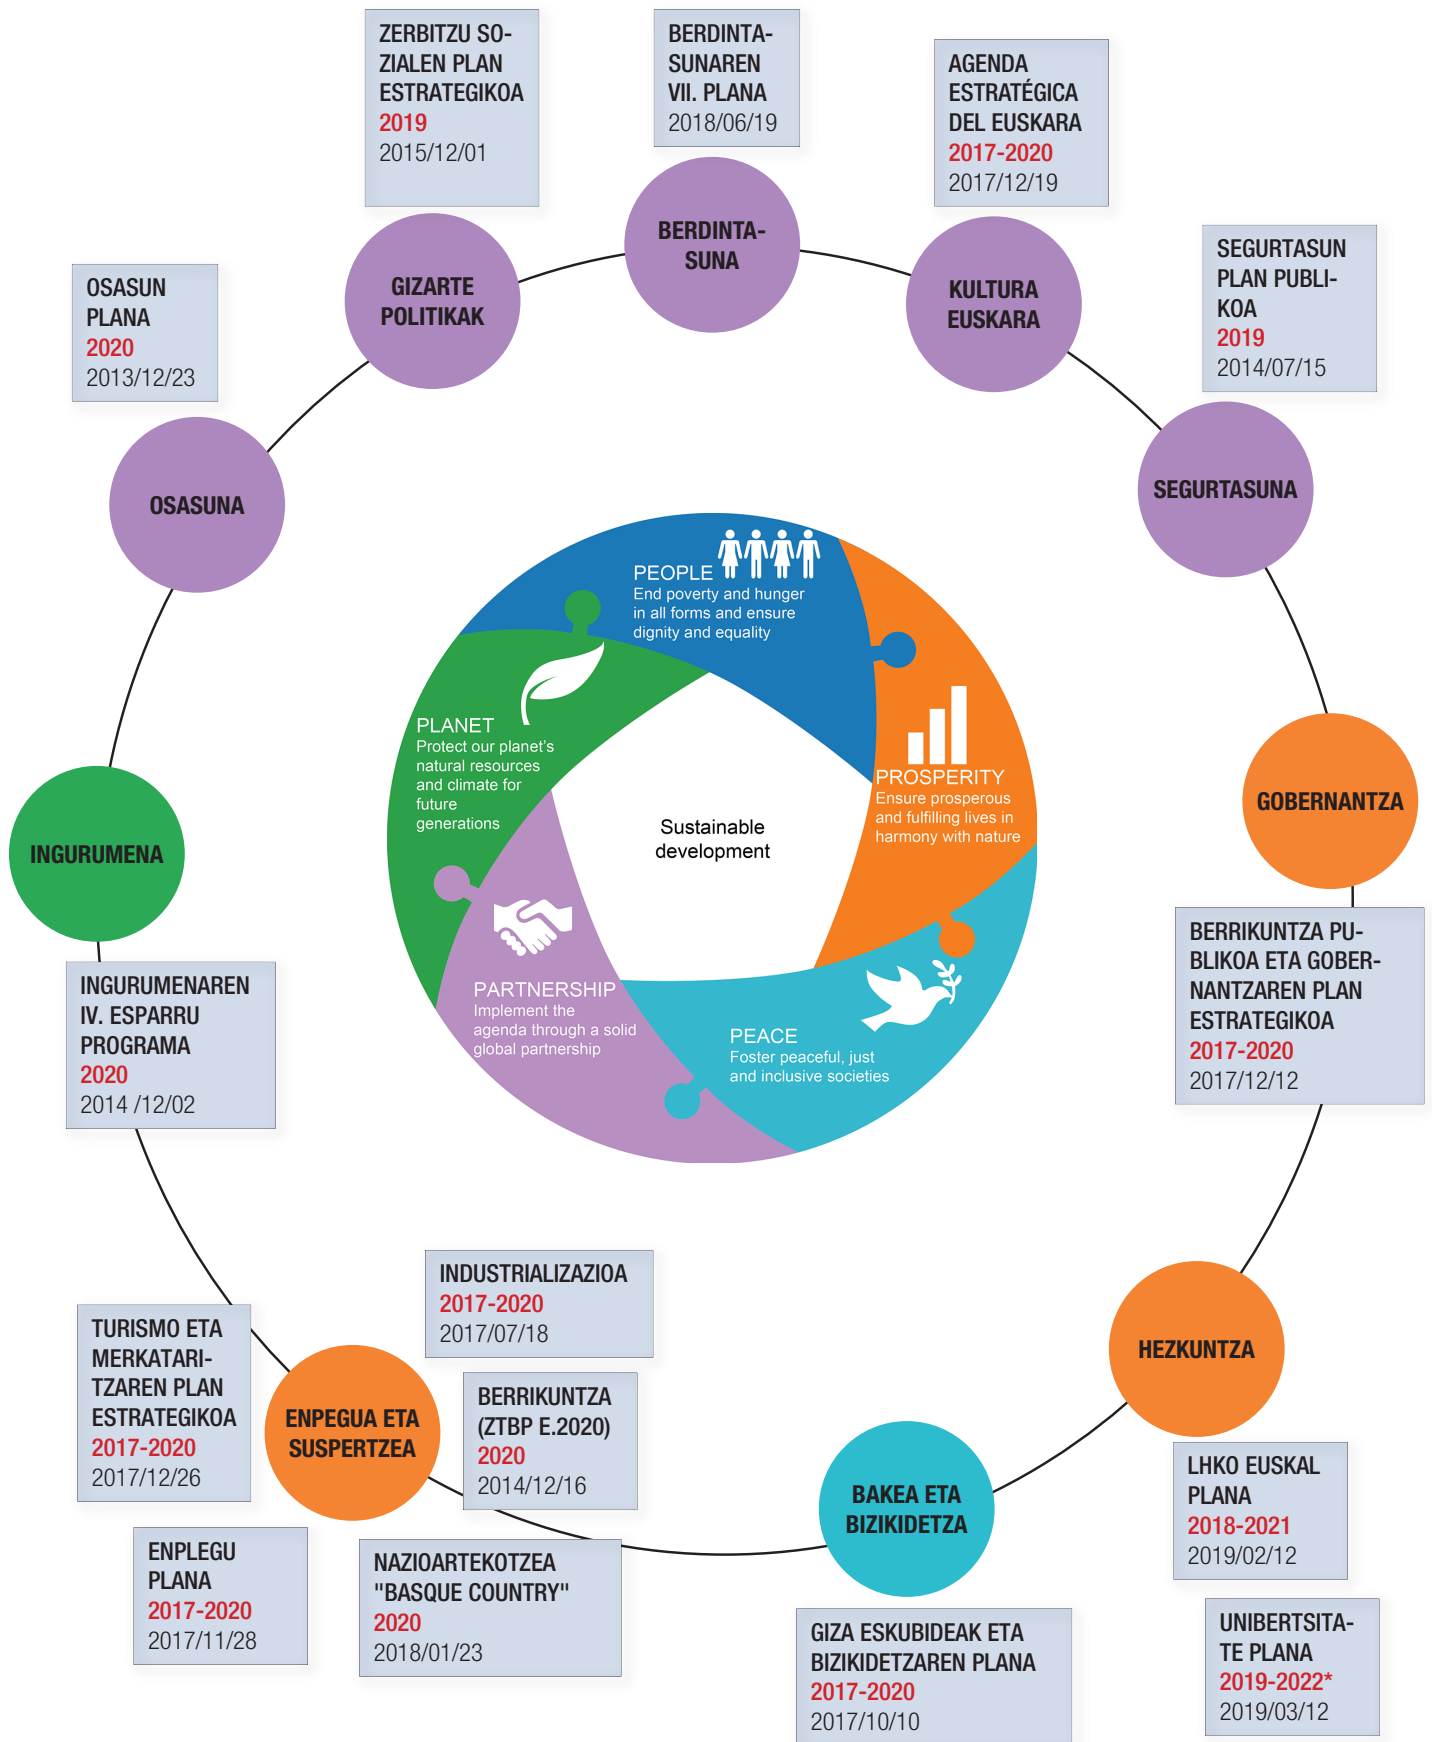 ZERBITZU SO-
ZIALEN PLAN
ESTRATEGIKOA
2019
2015/12/01
BERDINTA-
SUNAREN
VII. PLANA
2018/06/19
AGENDA
ESTRATÉGICA
DEL EUSKARA
2017-2020
2017/12/19
SEGURTASUN
PLAN PUBLI-
KOA
2019
2014/07/15
OSASUN
PLANA
2020
2013/12/23
GIZARTE
POLITIKAK
BERDINTA-
SUNA
KULTURA
EUSKARA
OSASUNA
SEGURTASUNA
PEOPLE
End poverty and hunger
in all forms and ensure
dignity and equality
PLANET
Protect our planet's
natural resources
and climate for
future
generations
PROSPERITY
Ensure prosperous
and fulfilling lives in
harmony with nature
Sustainable
development
PARTNERSHIP
Implement the
agenda through a solid
global partnership
PEACE
Foster peaceful, just
and inclusive societies
INGURUMENA
GOBERNANTZA
INGURUMENAREN
IV. ESPARRU
PROGRAMA
2020
2014 /12/02
BERRIKUNTZA PU-
BLIKOA ETA GOBER-
NANTZAREN PLAN
ESTRATEGIKOA
2017-2020
2017/12/12
INDUSTRIALIZAZIOA
2017-2020
2017/07/18
TURISMO ETA
MERKATARI-
TZAREN PLAN
ESTRATEGIKOA
2017-2020
2017/12/26
ENPEGUA ETA
SUSPERTZEA
BERRIKUNTZA
(ZTBP E.2020)
2020
2014/12/16
HEZKUNTZA
BAKEA ETA
BIZIKIDETZA
LHKO EUSKAL
PLANA
2018-2021
2019/02/12
ENPLEGU
PLANA
2017-2020
2017/11/28
NAZIOARTEKOTZEA
"BASQUE COUNTRY"
2020
2018/01/23
GIZA ESKUBIDEAK ETA
BIZIKIDETZAREN PLANA
2017-2020
2017/10/10
UNIBERTSITA-
TE PLANA
2019-2022*
2019/03/12